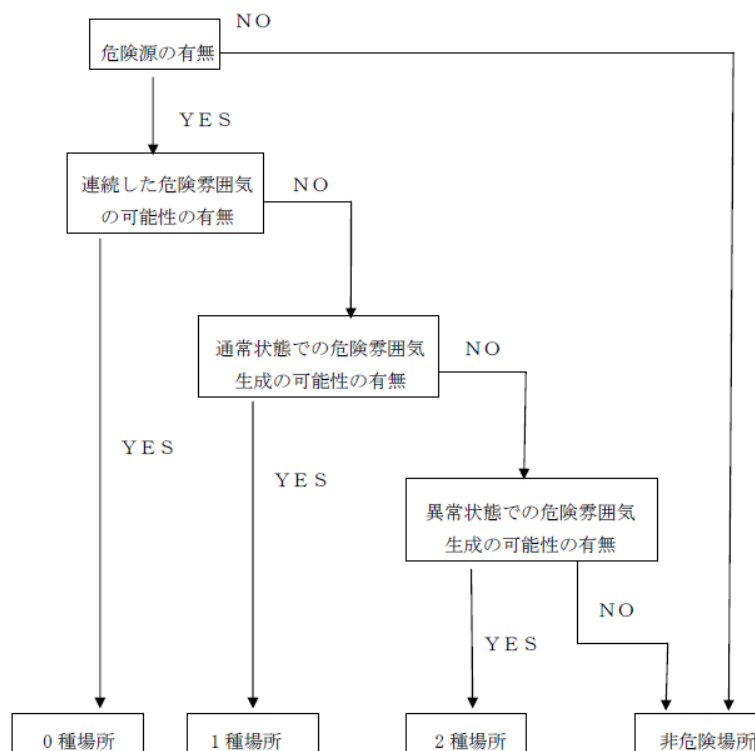 NO
危険源の有無
YES
連続した危険雰囲気
の可能性の有無
NO
通常状態での危険雰囲気
生成の可能性の有無
NO
YES
YES
異常状態での危険雰囲気
生成の可能性の有無
NO
YES
0種場所
1種場所
2種場所
非危険場所